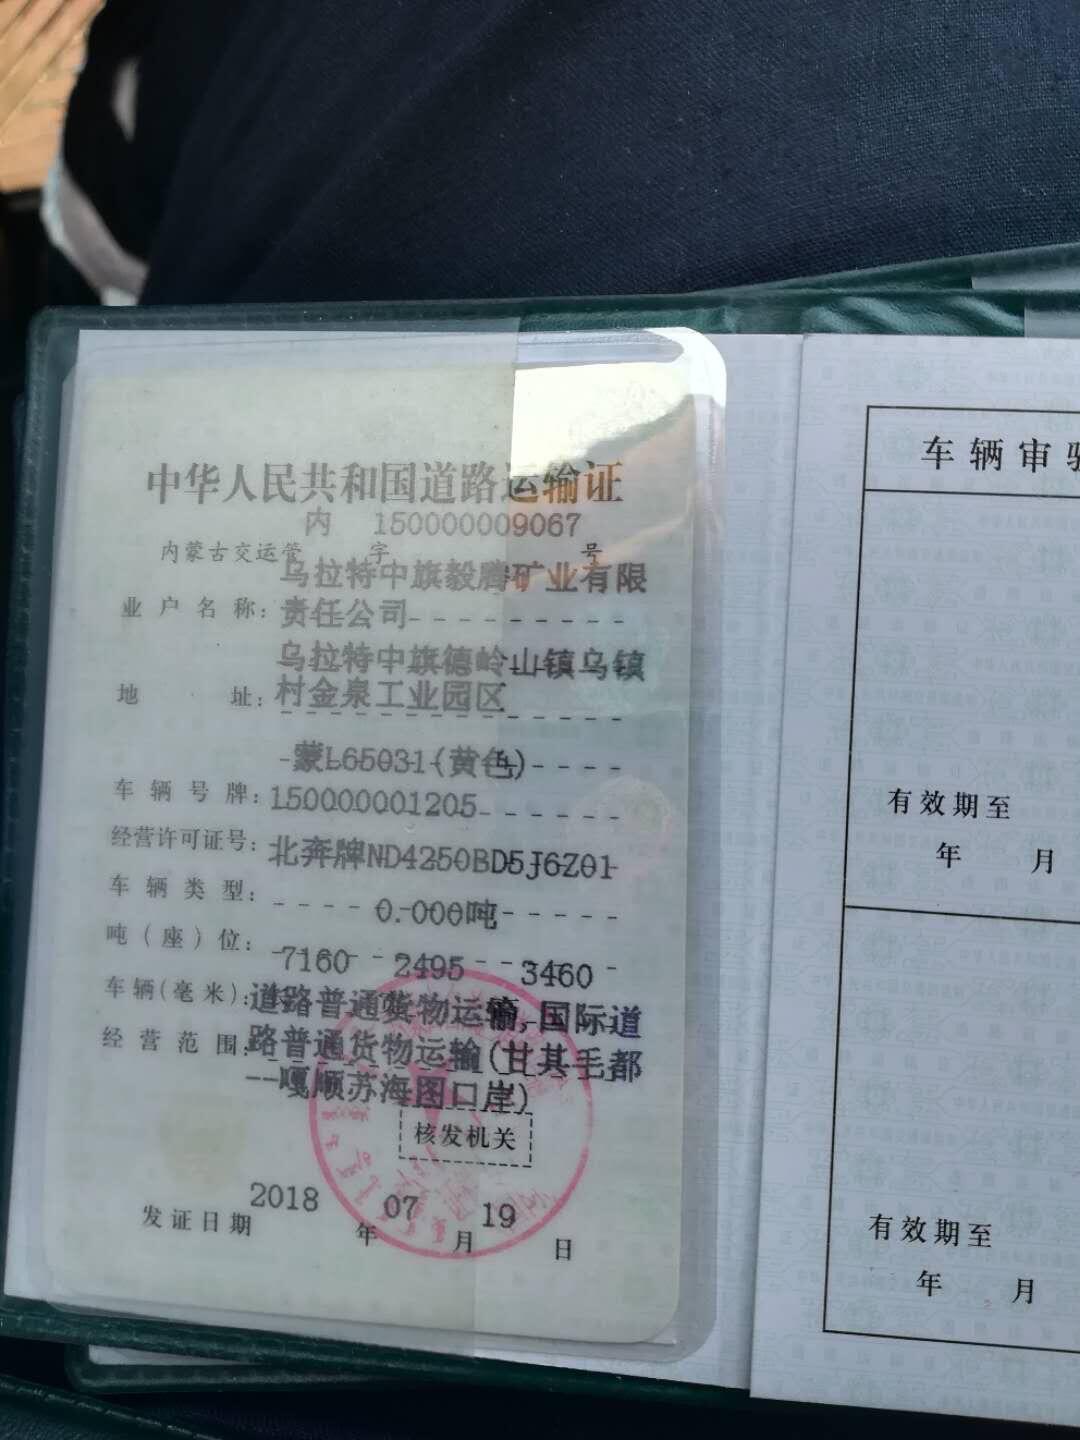 中华人民共和国道路运输证
内 150000009067
内蒙古交运管 字 号
乌拉特中旗毅腾矿业有限
业户名称: 责任公司
乌拉特中旗德岭山镇乌镇
地 址: 村金泉工业园区
蒙L65031(黄色)
车辆号牌: 150000001205
经营许可证号: 北奔牌ND4250BD5J6Z01
车辆类型:
0.000吨
吨(座)位:
7160 2495 3460
车辆(毫米): 道路普通货物运输,国际道
经营范围: 路普通货物运输(甘其毛都
--嘎顺苏海图口岸)
核发机关
发证日期 2018 年 07 月 19 日
车辆审
有效期至
年 月
有效期至
年 月